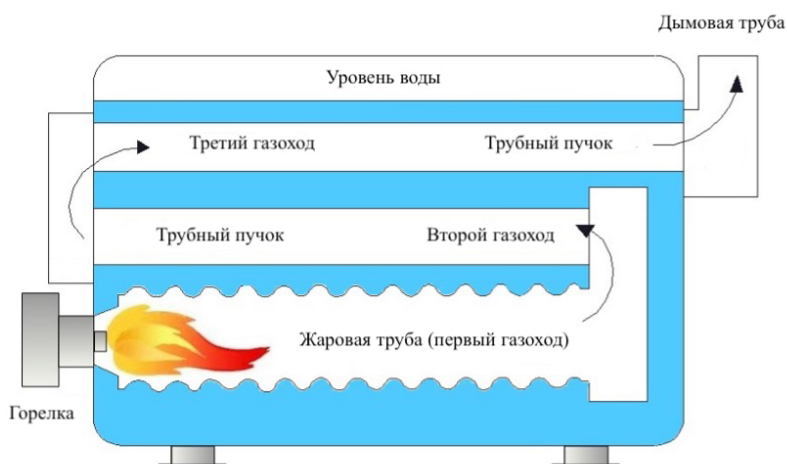 Дымовая труба
Уровень воды
Третий газоход
Трубный пучок
Трубный пучок
Второй газоход
Жаровая труба (первый газоход)
Горелка